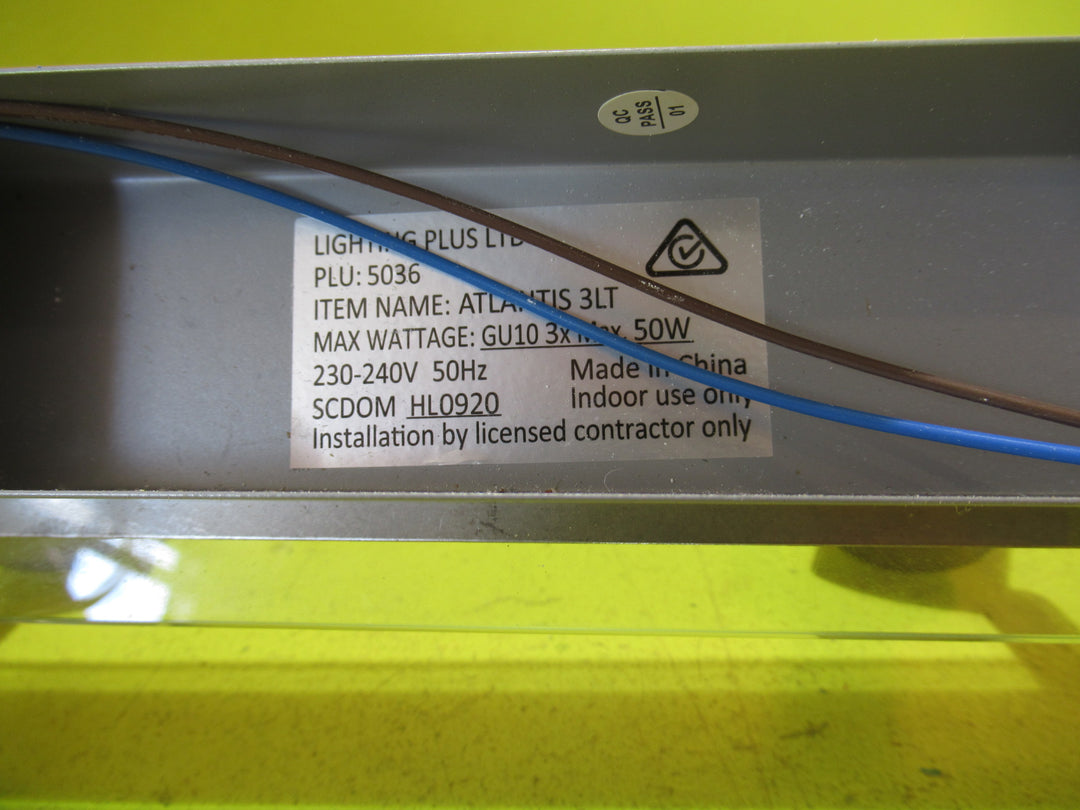 QC
PASS
01
LIGHTING PLUS LTD
PLU: 5036
ITEM NAME: ATLANTIS 3LT
MAX WATTAGE: GU10 3x Max. 50W
230-240V 50Hz
Made in China
SCDOM HL0920
Indoor use only
Installation by licensed contractor only